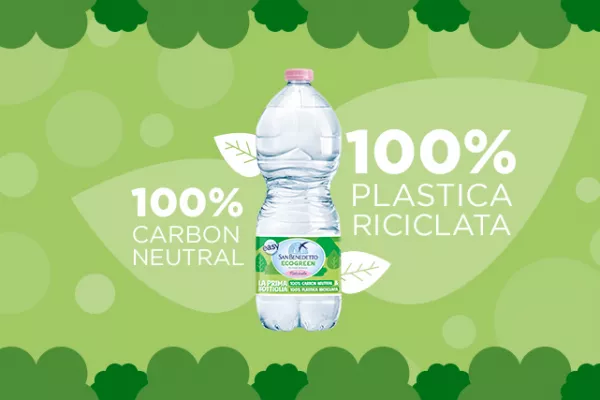 100%
CARBON
NEUTRAL
100%
PLASTICA
RICICLATA
easy
SAN BENEDETTO
ECOGREEN
Naturale
LA PRIMA
BOTTIGLIA
100% CARBON NEUTRAL
100% PLASTICA RICICLATA